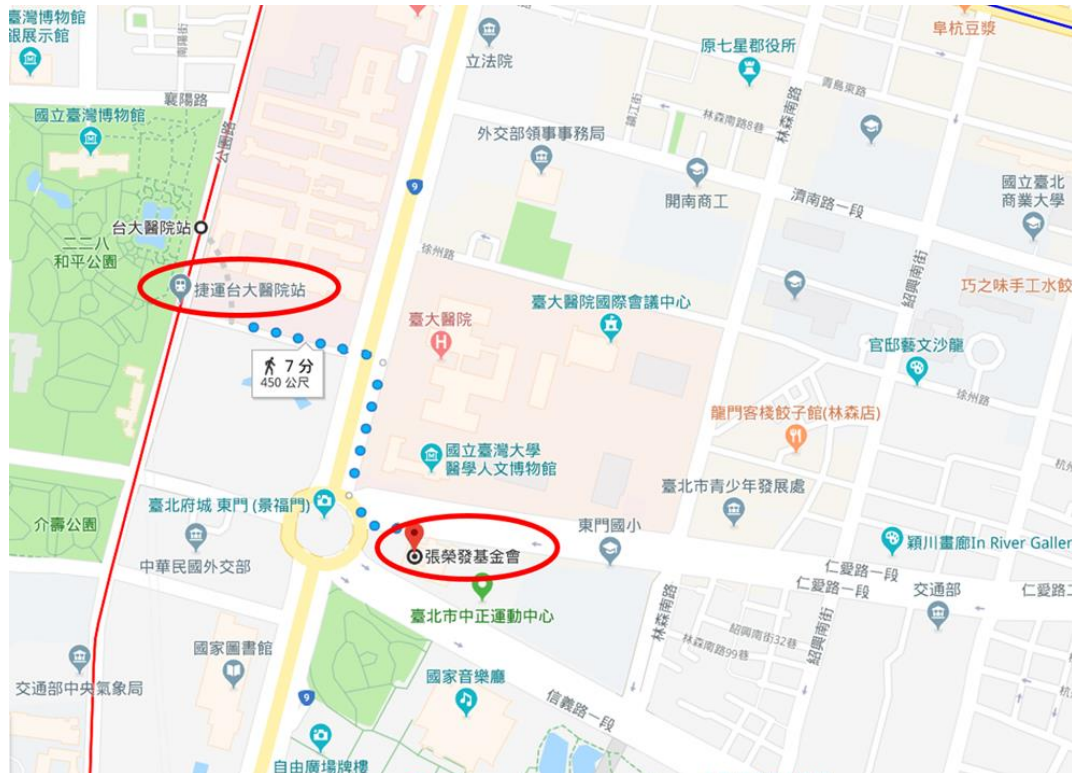 臺灣博物館
銀展示館
南陽街
襄陽路
國立臺灣博物館
公園路
台大醫院站
二二八
和平公園
捷運台大醫院站
7 分
450 公尺
立法院
原七星郡役所
阜杭豆漿
青島東路
鎮江街
林森南路8巷
林森南路
外交部領事事務局
開南商工
濟南路一段
國立臺北
商業大學
9
徐州路
紹興南街
巧之味手工水餃
臺大醫院國際會議中心
臺大醫院
H
官邸藝文沙龍
徐州路
龍門客棧餃子館(林森店)
杭州
國立臺灣大學
醫學人文博物館
臺北市青少年發展處
臺北府城 東門 (景福門)
介壽公園
中華民國外交部
東門國小
張榮發基金會
穎川畫廊In River Galler
仁愛路一段
仁愛路一段
交通部
仁愛路二
臺北市中正運動中心
林森南路
紹興南街32巷
林森南路99巷
紹興南街
國家圖書館
交通部中央氣象局
國家音樂廳
9
信義路一段
杭
自由廣場牌樓